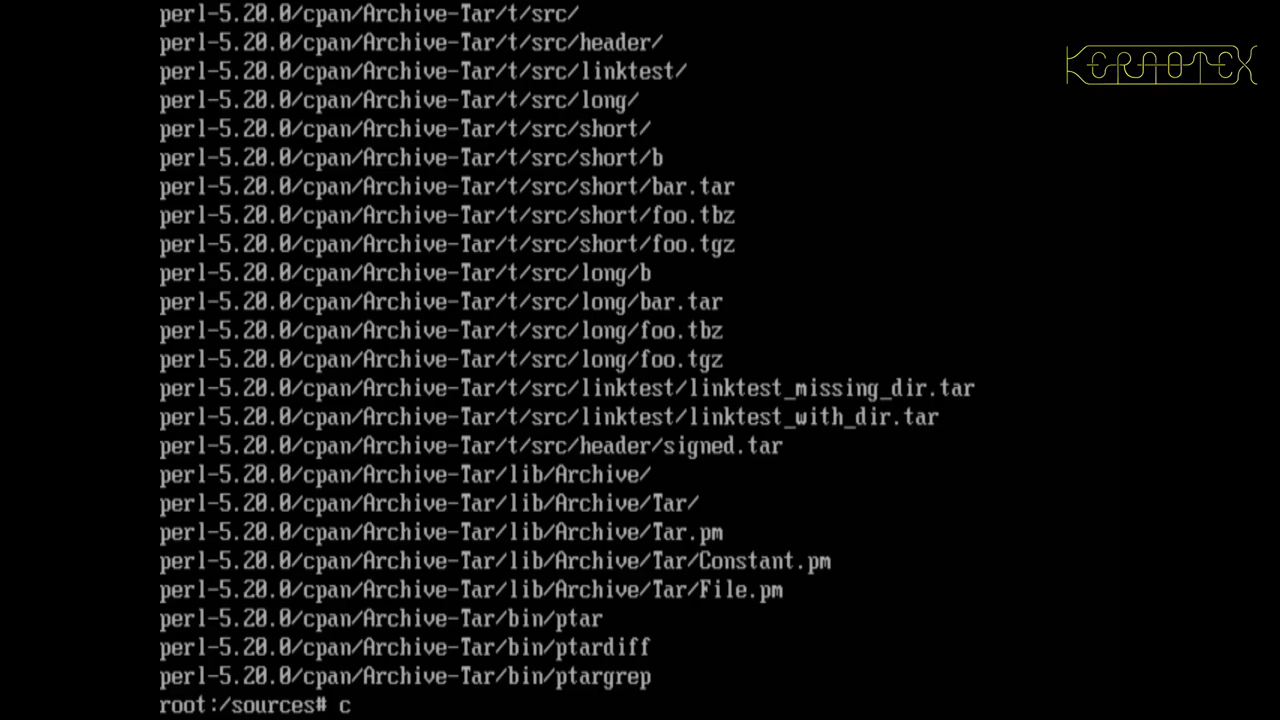 perl-5.20.0/cpan/Archive-Tar/t/src/
perl-5.20.0/cpan/Archive-Tar/t/src/header/
perl-5.20.0/cpan/Archive-Tar/t/src/linktest/
perl-5.20.0/cpan/Archive-Tar/t/src/long/
perl-5.20.0/cpan/Archive-Tar/t/src/short/
perl-5.20.0/cpan/Archive-Tar/t/src/short/b
perl-5.20.0/cpan/Archive-Tar/t/src/short/bar.tar
perl-5.20.0/cpan/Archive-Tar/t/src/short/foo.tbz
perl-5.20.0/cpan/Archive-Tar/t/src/short/foo.tgz
perl-5.20.0/cpan/Archive-Tar/t/src/long/b
perl-5.20.0/cpan/Archive-Tar/t/src/long/bar.tar
perl-5.20.0/cpan/Archive-Tar/t/src/long/foo.tbz
perl-5.20.0/cpan/Archive-Tar/t/src/long/foo.tgz
perl-5.20.0/cpan/Archive-Tar/t/src/linktest/linktest_missing_dir.tar
perl-5.20.0/cpan/Archive-Tar/t/src/linktest/linktest_with_dir.tar
perl-5.20.0/cpan/Archive-Tar/t/src/header/signed.tar
perl-5.20.0/cpan/Archive-Tar/lib/Archive/
perl-5.20.0/cpan/Archive-Tar/lib/Archive/Tar/
perl-5.20.0/cpan/Archive-Tar/lib/Archive/Tar.pm
perl-5.20.0/cpan/Archive-Tar/lib/Archive/Tar/Constant.pm
perl-5.20.0/cpan/Archive-Tar/lib/Archive/Tar/File.pm
perl-5.20.0/cpan/Archive-Tar/bin/ptar
perl-5.20.0/cpan/Archive-Tar/bin/ptardiff
perl-5.20.0/cpan/Archive-Tar/bin/ptargrep
root:/sources# c